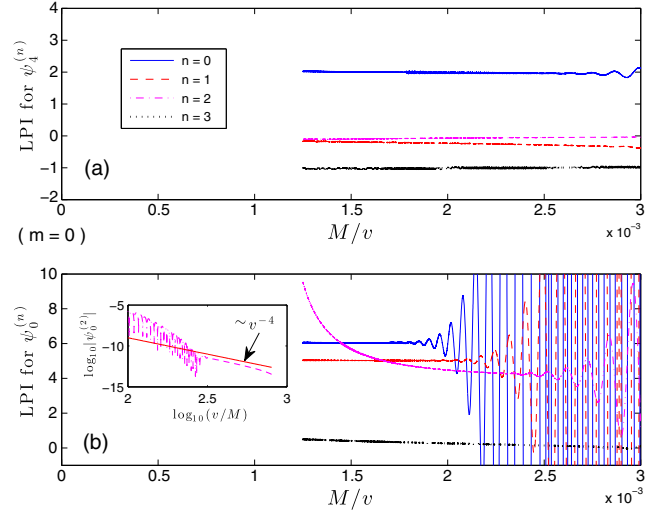 LPI for ψ₄⁽ⁿ⁾
2
1
0
−1
−2
3
4
n = 0
n = 1
n = 2
n = 3
(a)
0
0.5
1
1.5
2
2.5
3
( m = 0 )
M/v
x 10⁻³
LPI for ψ₀⁽ⁿ⁾
10
8
6
4
2
0
log₁₀|ψ₀⁽²⁾|
−5
−10
−15
∼ v⁻⁴
2
2.5
3
log₁₀(v/M)
(b)
0
0.5
1
1.5
2
2.5
3
M/v
x 10⁻³